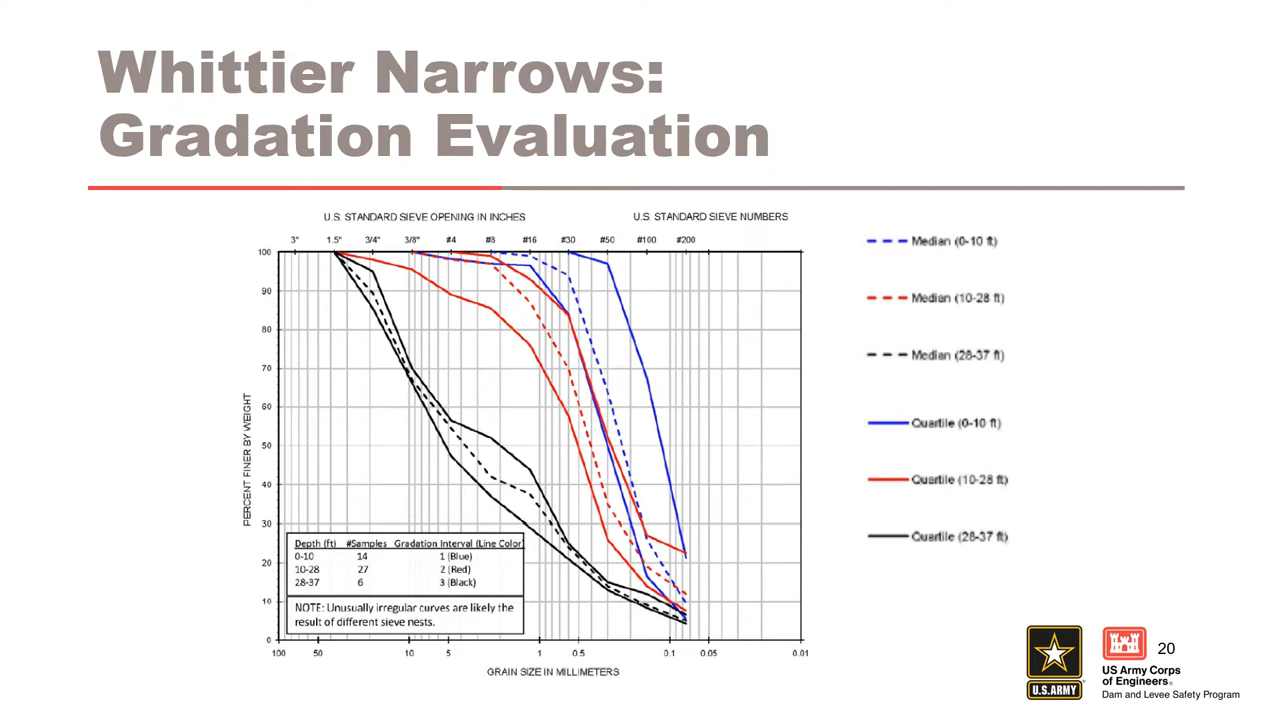 Whittier Narrows:
Gradation Evaluation
U.S. STANDARD SIEVE OPENING IN INCHES
U.S. STANDARD SIEVE NUMBERS
3" 1.5" 3/4" 3/8" #4 #8 #16 #30 #50 #100 #200
100
90
80
70
60
50
40
30
20
10
0
PERCENT FINER BY WEIGHT
Depth (ft) #Samples Gradation Interval (Line Color)
0-10 14 1 (Blue)
10-28 27 2 (Red)
28-37 6 3 (Black)
NOTE: Unusually irregular curves are likely the
result of different sieve nests.
100 50 10 5 1 0.5 0.1 0.05 0.01
GRAIN SIZE IN MILLIMETERS
Median (0-10 ft)
Median (10-28 ft)
Median (28-37 ft)
Quartile (0-10 ft)
Quartile (10-28 ft)
Quartile (28-37 ft)
U.S.ARMY
US Army Corps
of Engineers®
Dam and Levee Safety Program
20